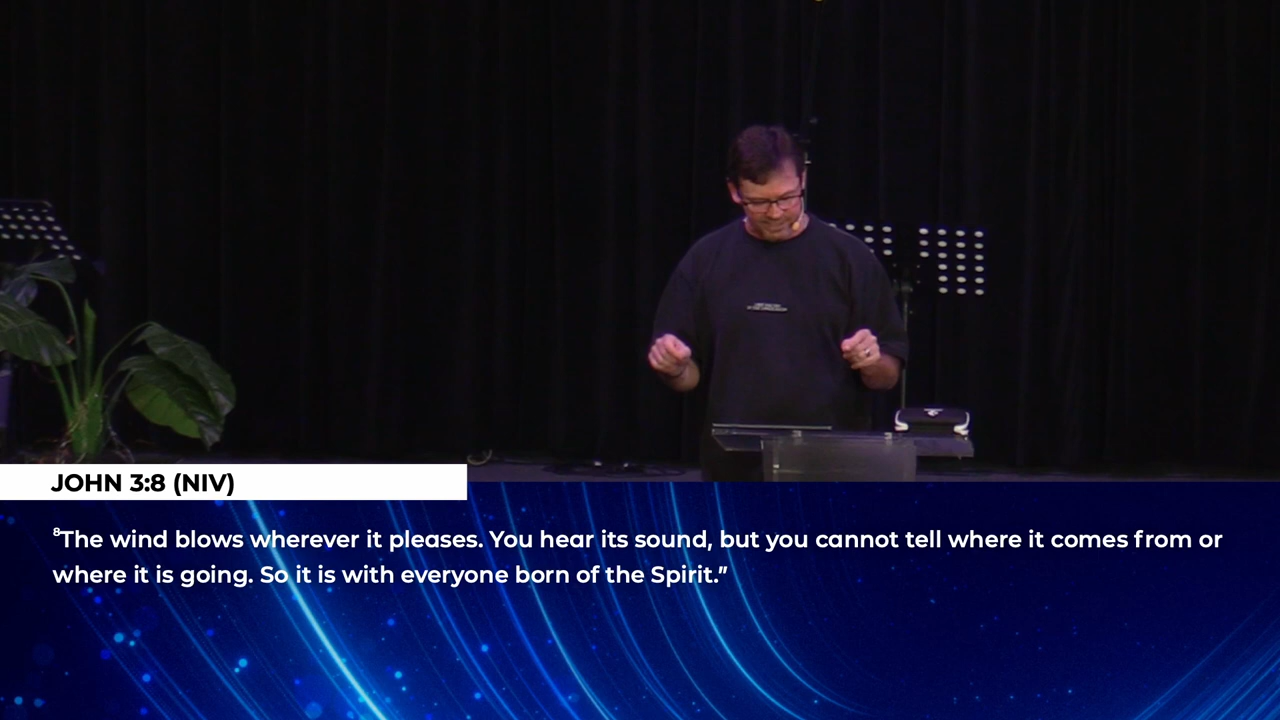 JOHN 3:8 (NIV)
⁸The wind blows wherever it pleases. You hear its sound, but you cannot tell where it comes from or
where it is going. So it is with everyone born of the Spirit.”